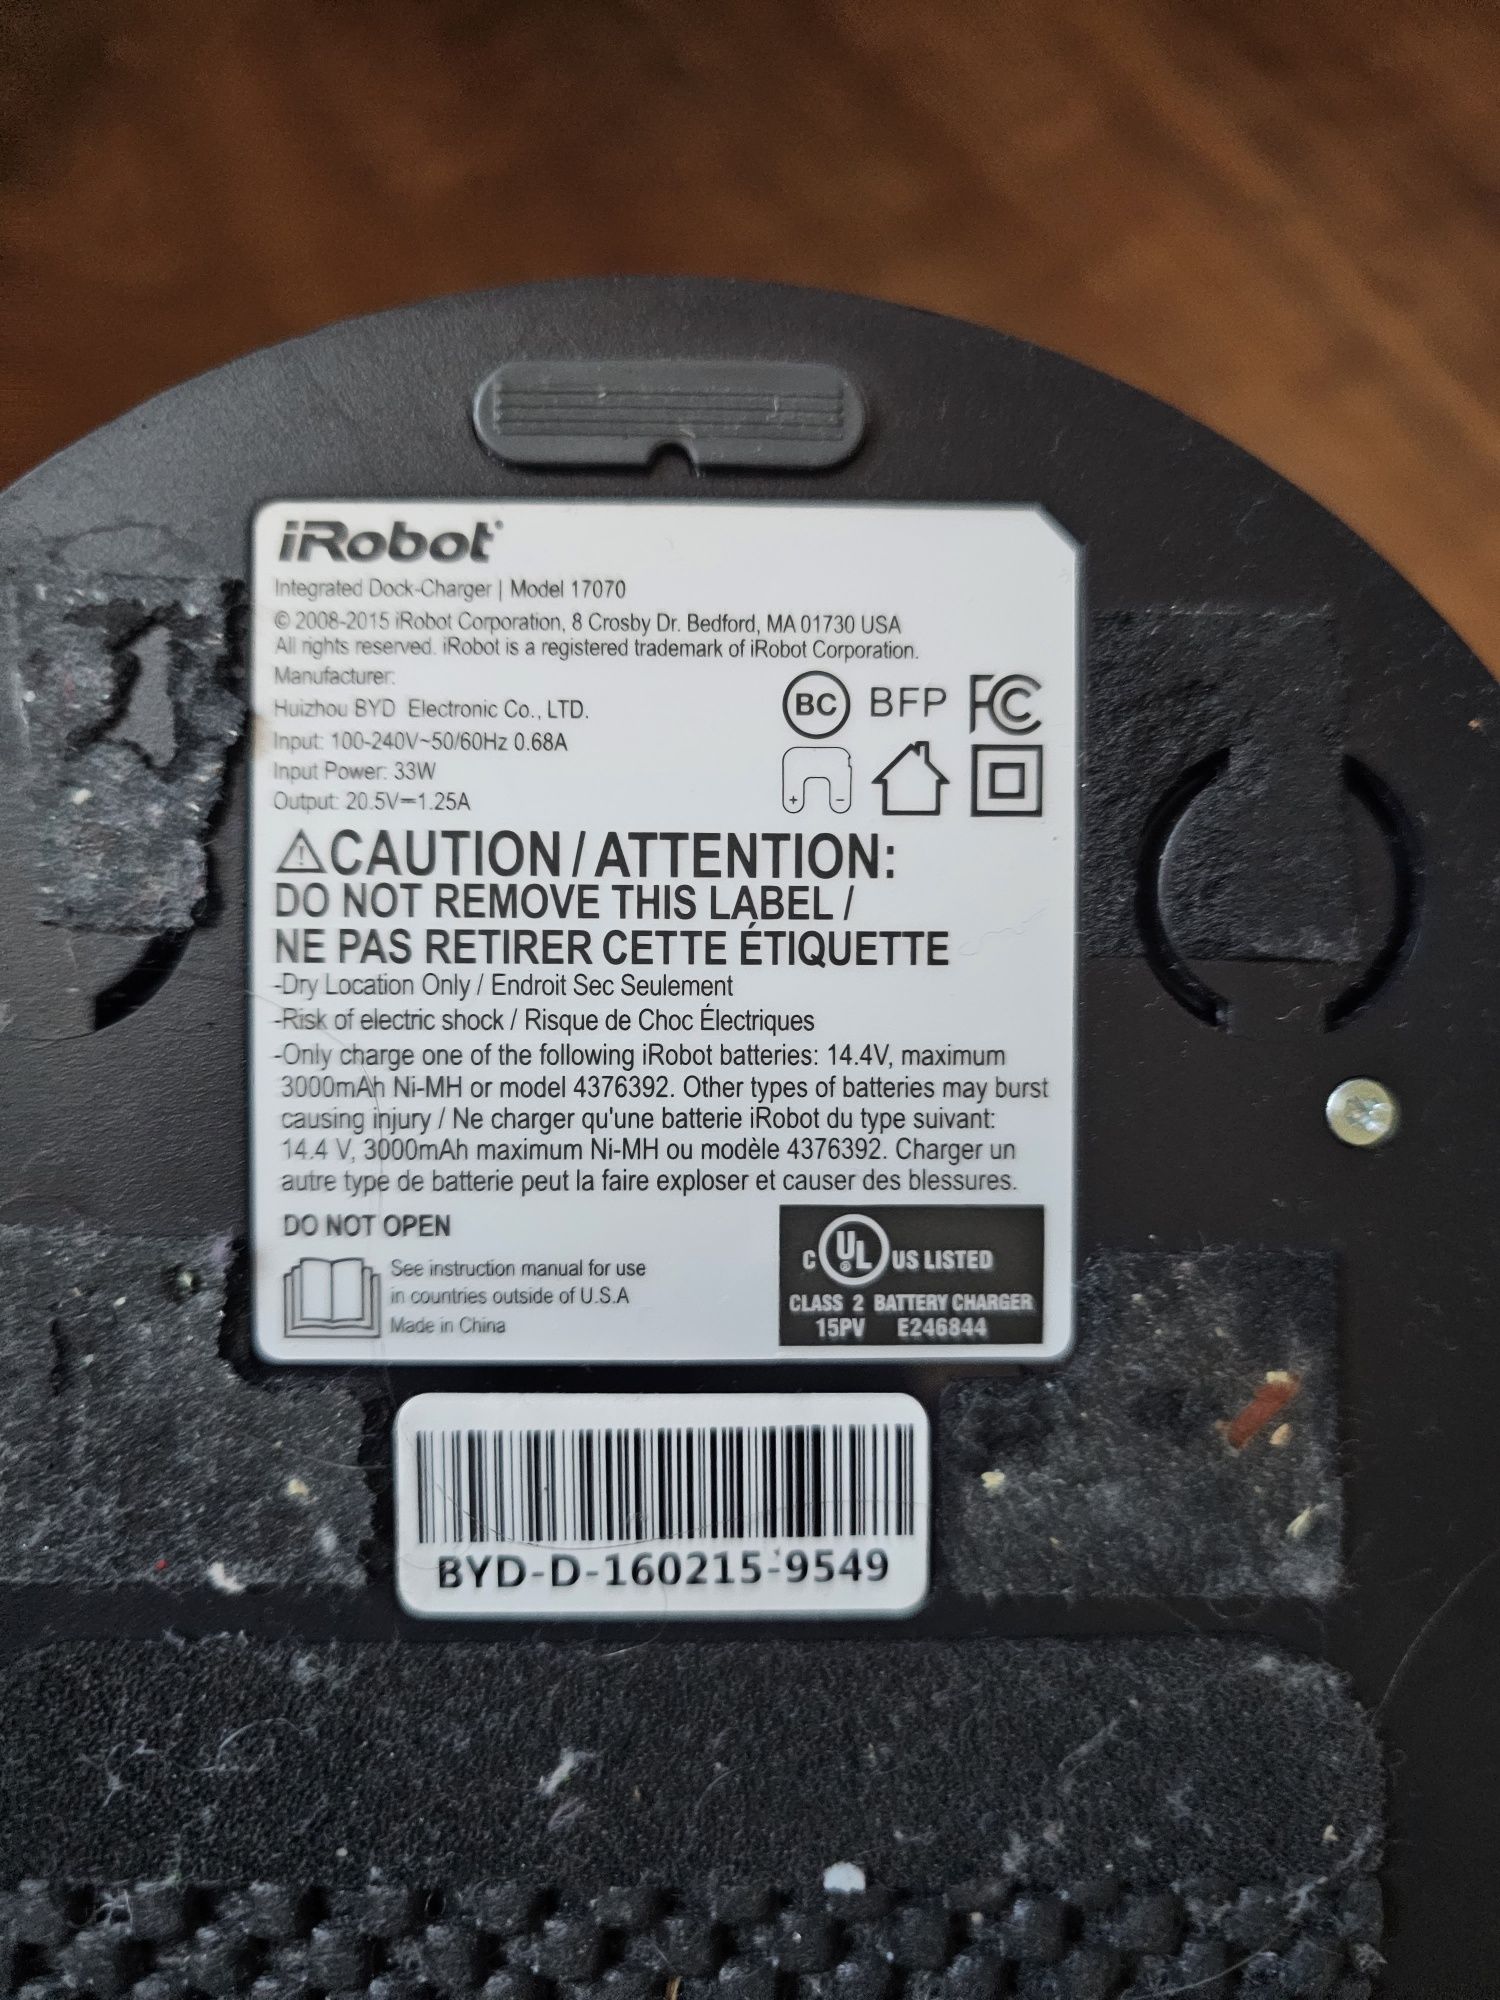 iRobot®
Integrated Dock-Charger | Model 17070
© 2008-2015 iRobot Corporation, 8 Crosby Dr. Bedford, MA 01730 USA
All rights reserved. iRobot is a registered trademark of iRobot Corporation.
Manufacturer:
Huizhou BYD Electronic Co., LTD.
Input: 100-240V~50/60Hz 0.68A
Input Power: 33W
Output: 20.5V⎓1.25A
BC BFP FC
+ -
⚠CAUTION / ATTENTION:
DO NOT REMOVE THIS LABEL /
NE PAS RETIRER CETTE ÉTIQUETTE
-Dry Location Only / Endroit Sec Seulement
-Risk of electric shock / Risque de Choc Électriques
-Only charge one of the following iRobot batteries: 14.4V, maximum
3000mAh Ni-MH or model 4376392. Other types of batteries may burst
causing injury / Ne charger qu'une batterie iRobot du type suivant:
14.4 V, 3000mAh maximum Ni-MH ou modèle 4376392. Charger un
autre type de batterie peut la faire exploser et causer des blessures.
DO NOT OPEN
See instruction manual for use
in countries outside of U.S.A
Made in China
C UL® US LISTED
CLASS 2 BATTERY CHARGER
15PV E246844
BYD-D-160215-9549